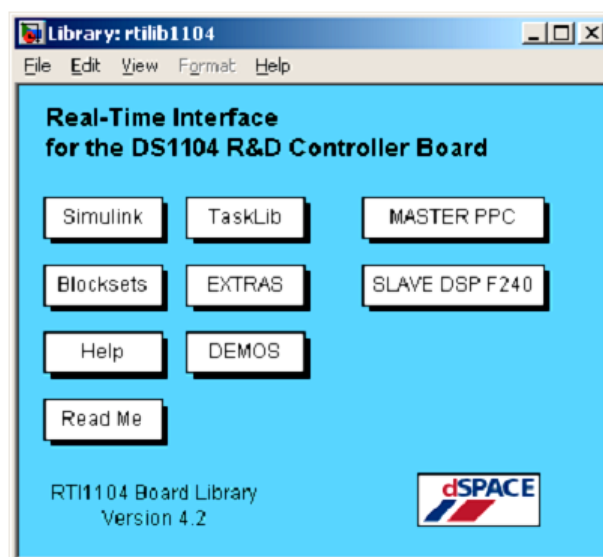 Library: rtilib1104
File Edit View Format Help
Real-Time Interface
for the DS1104 R&D Controller Board
Simulink TaskLib MASTER PPC
Blocksets EXTRAS SLAVE DSP F240
Help DEMOS
Read Me
RTI1104 Board Library
Version 4.2
dSPACE